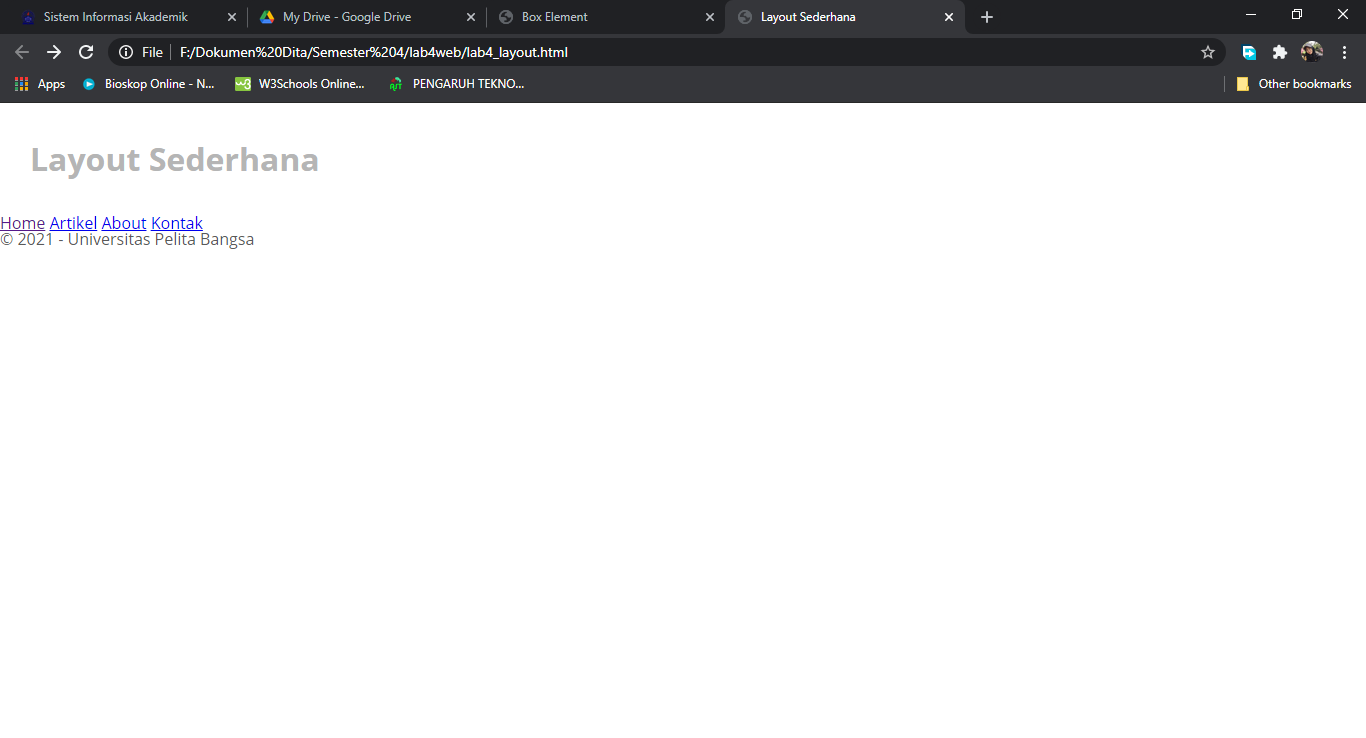 Sistem Informasi Akademik
My Drive - Google Drive
Box Element
Layout Sederhana
File
F:/Dokumen%20Dita/Semester%204/lab4web/lab4_layout.html
Apps
Bioskop Online - N...
W3Schools Online...
PENGARUH TEKNO...
Other bookmarks
Layout Sederhana
Home Artikel About Kontak
© 2021 - Universitas Pelita Bangsa